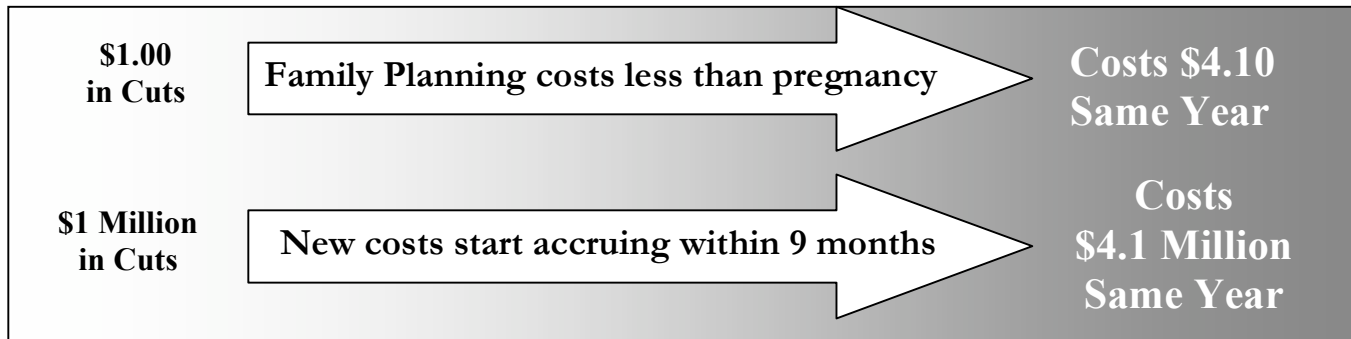 $1.00
in Cuts
Family Planning costs less than pregnancy
Costs $4.10
Same Year
$1 Million
in Cuts
New costs start accruing within 9 months
Costs
$4.1 Million
Same Year